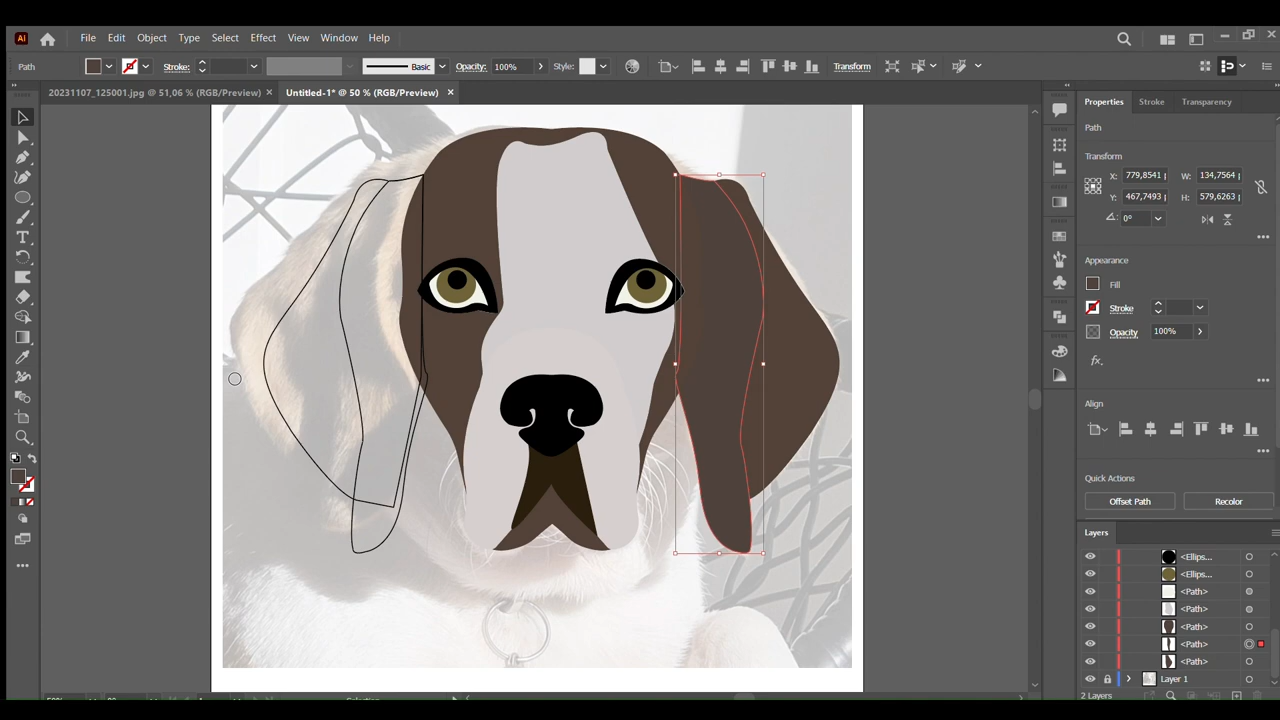 Ai File Edit Object Type Select Effect View Window Help
Path Stroke: Basic Opacity: 100% Style: Transform
20231107_125001.jpg @ 51,06 % (RGB/Preview) × Untitled-1* @ 50 % (RGB/Preview) ×
Properties Stroke Transparency
Path
Transform
X: 779,8541 W: 134,7564
Y: 467,7493 H: 579,6263
0°
Appearance
Fill
Stroke
Opacity 100%
fx.
Align
Quick Actions
Offset Path Recolor
Layers
<Ellips...
<Ellips...
<Path>
<Path>
<Path>
<Path>
<Path>
Layer 1
2 Layers
Selection